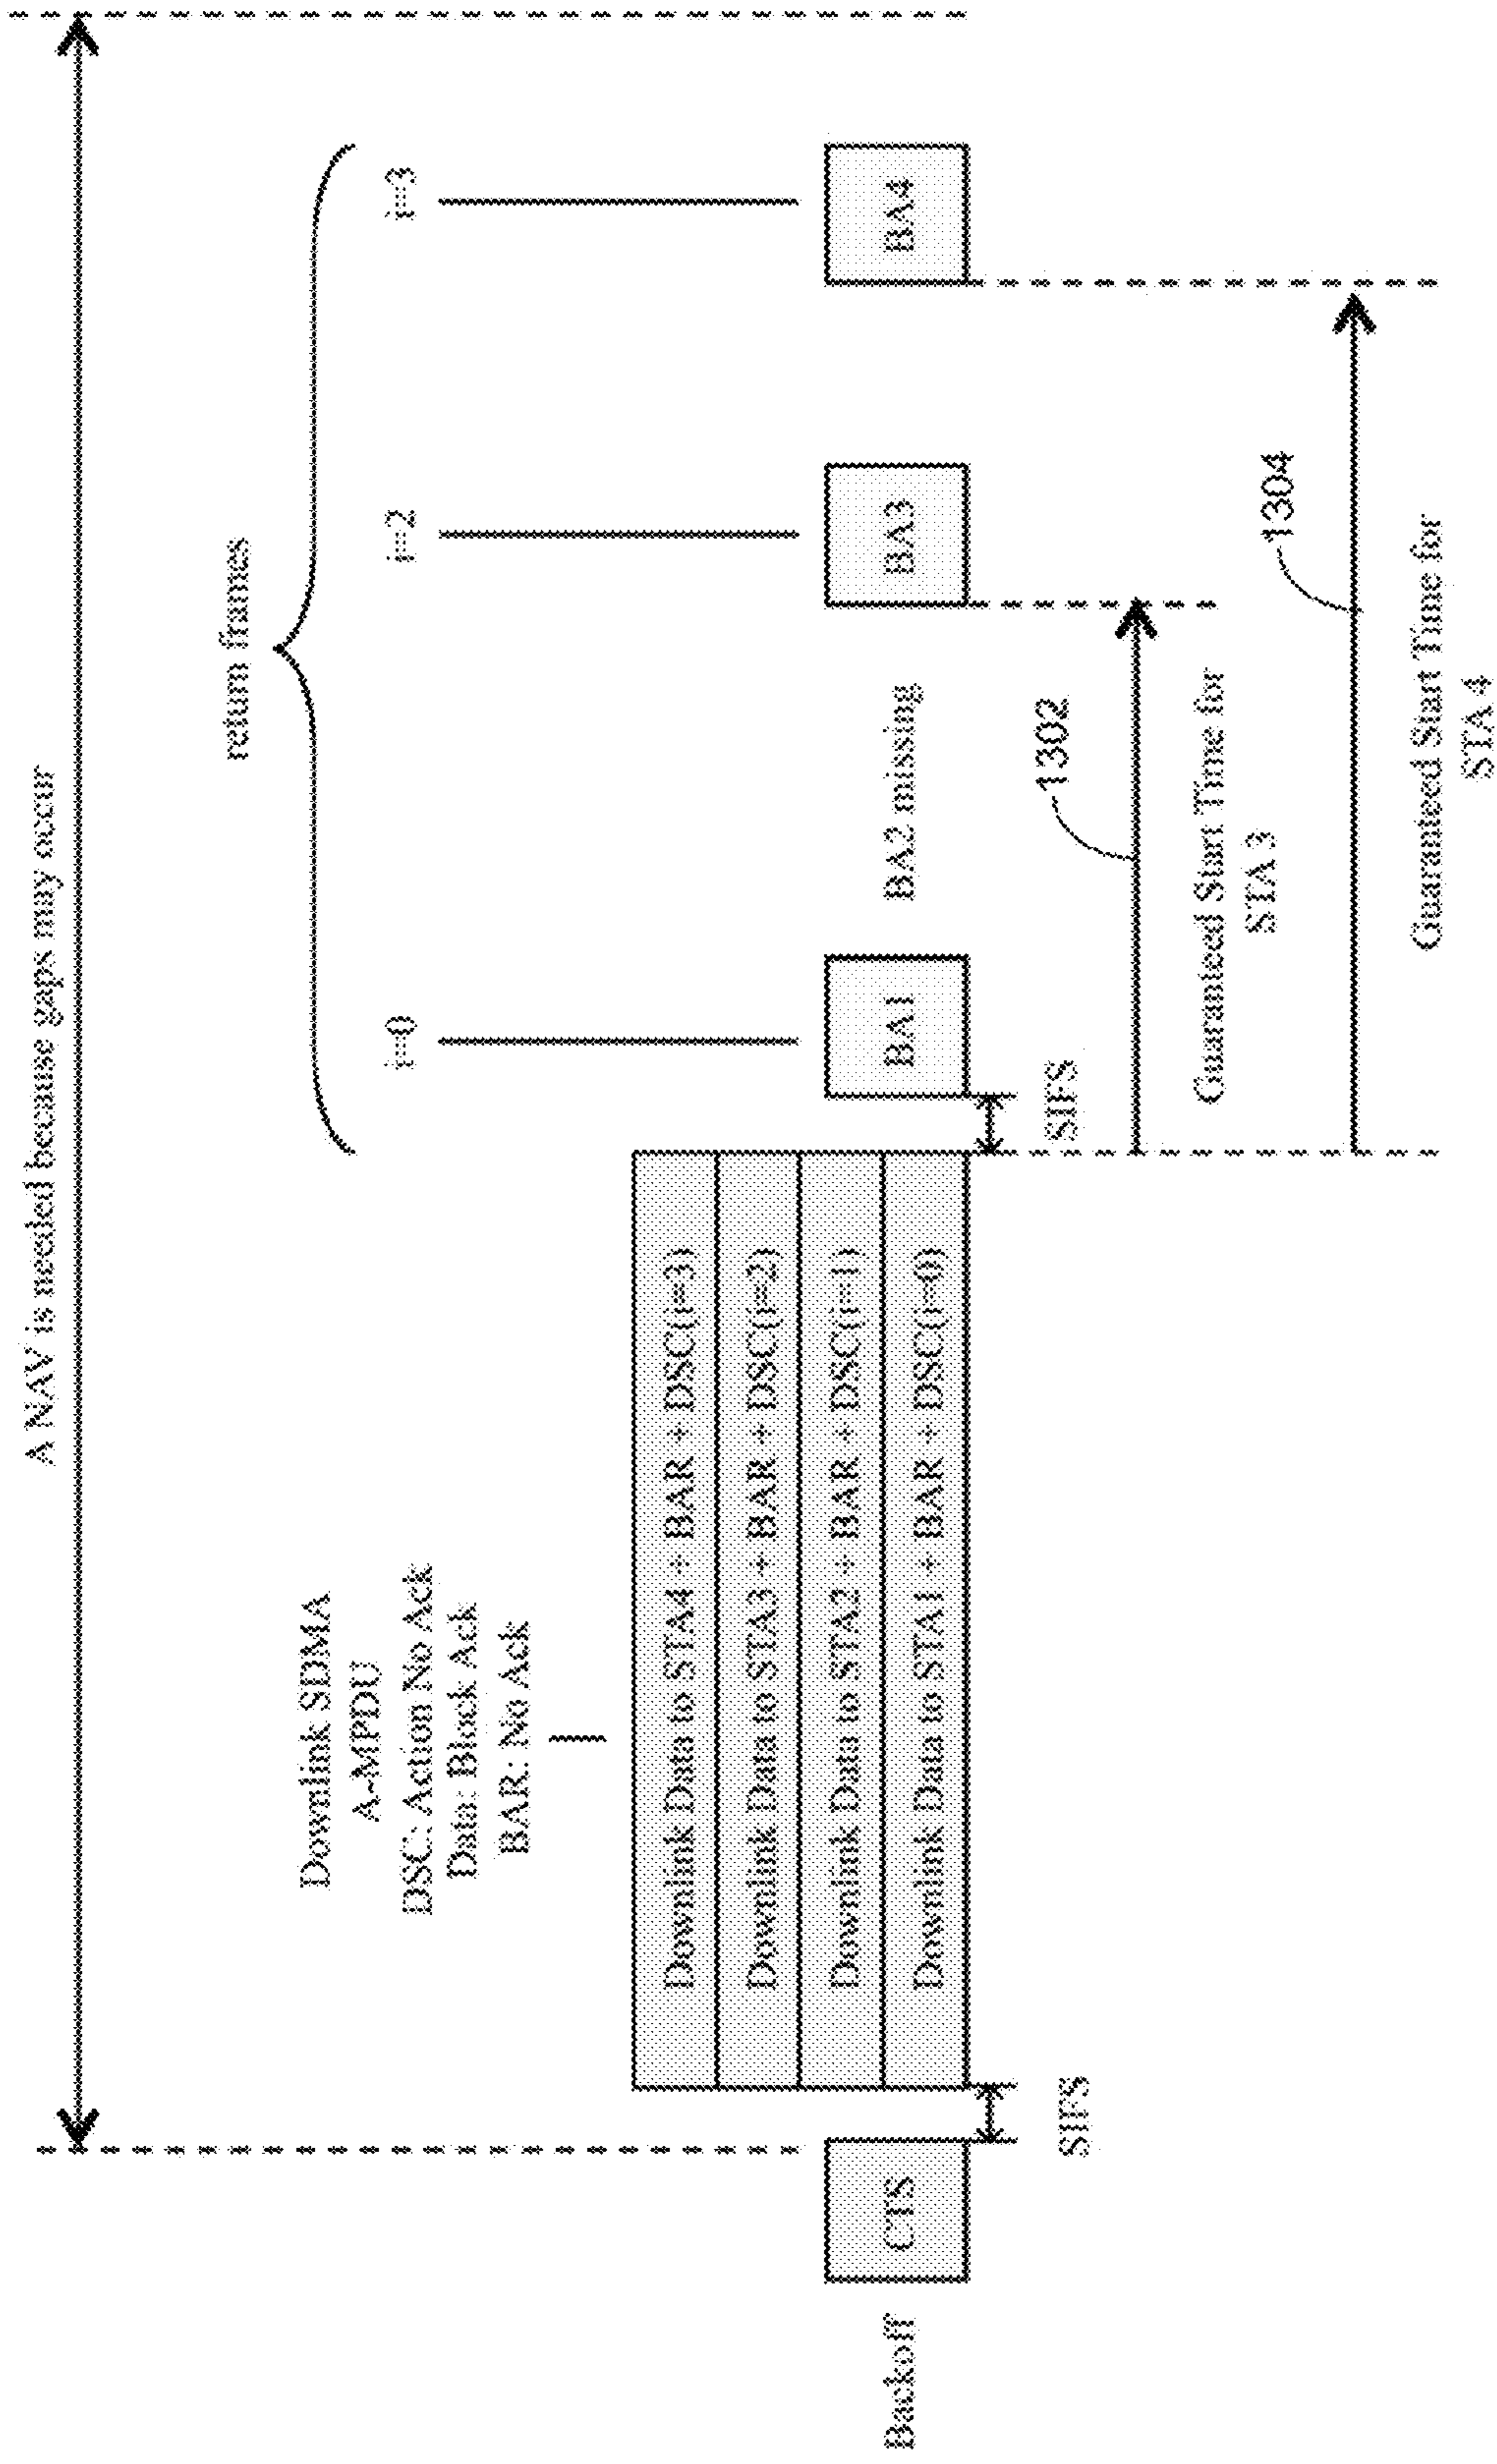 A NAV is needed because gaps may occur
return frames
i=0
i=2
i=3
Downlink SDMA
A-MPDU
DSC: Action No Ack
Data: Block Ack
BAR: No Ack
Downlink Data to STA4 + BAR + DSC(i=3)
Downlink Data to STA3 + BAR + DSC(i=2)
Downlink Data to STA2 + BAR + DSC(i=1)
Downlink Data to STA1 + BAR + DSC(i=0)
Backoff
CTS
BA1
BA2 missing
BA3
BA4
SIFS
SIFS
1302
Guaranteed Start Time for
STA 3
1304
Guaranteed Start Time for
STA 4